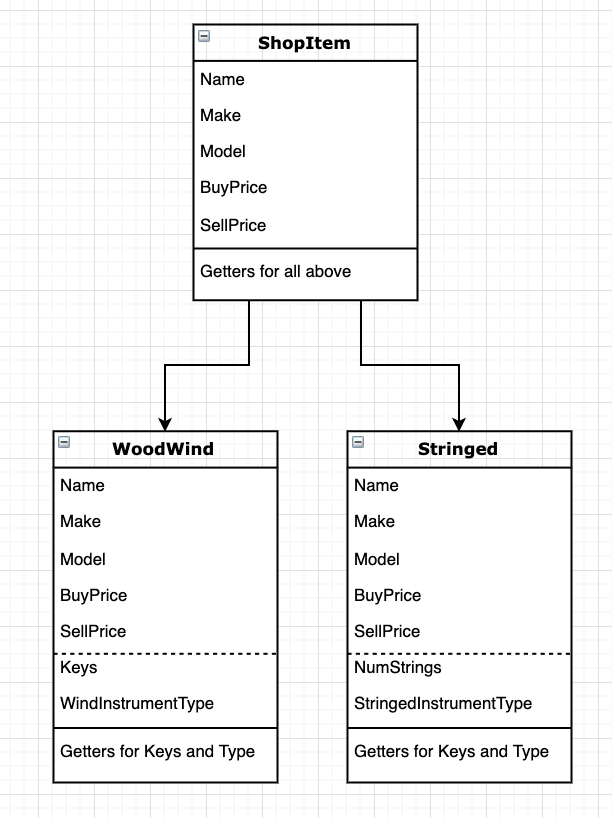 ShopItem
Name
Make
Model
BuyPrice
SellPrice
Getters for all above
WoodWind
Name
Make
Model
BuyPrice
SellPrice
Keys
WindInstrumentType
Getters for Keys and Type
Stringed
Name
Make
Model
BuyPrice
SellPrice
NumStrings
StringedInstrumentType
Getters for Keys and Type